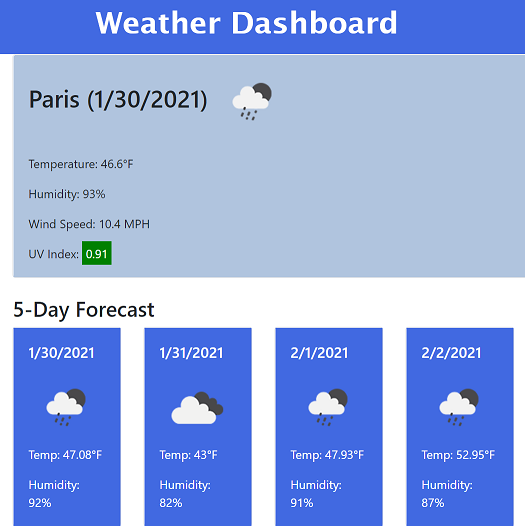 Weather Dashboard
Paris (1/30/2021)
Temperature: 46.6°F
Humidity: 93%
Wind Speed: 10.4 MPH
UV Index: 0.91
5-Day Forecast
1/30/2021
Temp: 47.08°F
Humidity:
92%
1/31/2021
Temp: 43°F
Humidity:
82%
2/1/2021
Temp: 47.93°F
Humidity:
91%
2/2/2021
Temp: 52.95°F
Humidity:
87%